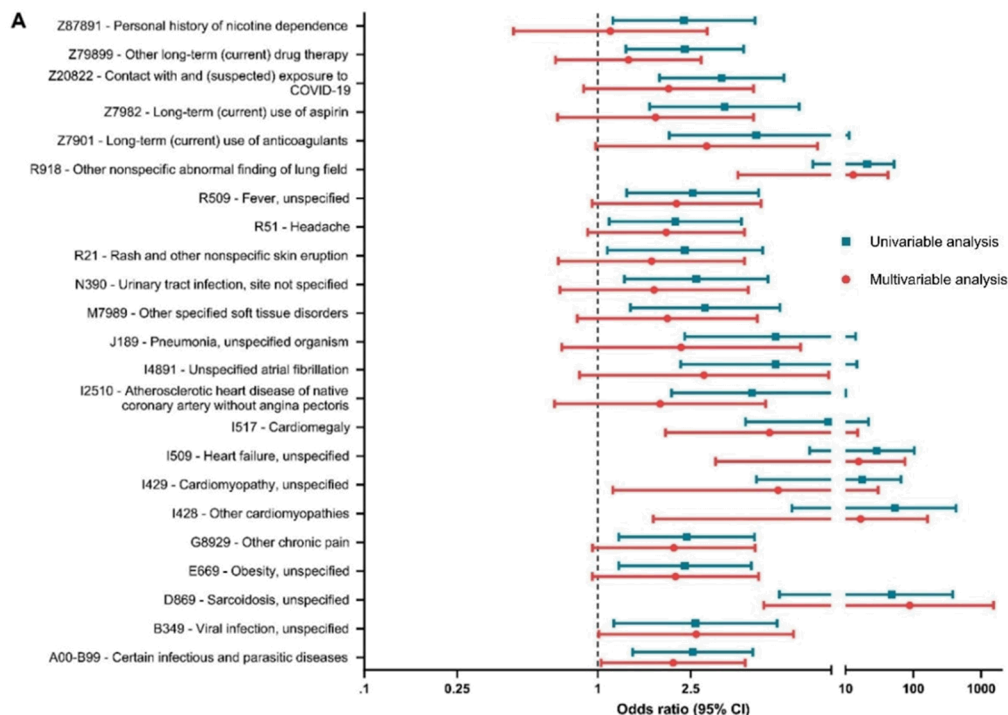 A
Z87891 - Personal history of nicotine dependence
Z79899 - Other long-term (current) drug therapy
Z20822 - Contact with and (suspected) exposure to
COVID-19
Z7982 - Long-term (current) use of aspirin
Z7901 - Long-term (current) use of anticoagulants
R918 - Other nonspecific abnormal finding of lung field
R509 - Fever, unspecified
R51 - Headache
R21 - Rash and other nonspecific skin eruption
N390 - Urinary tract infection, site not specified
M7989 - Other specified soft tissue disorders
J189 - Pneumonia, unspecified organism
I4891 - Unspecified atrial fibrillation
I2510 - Atherosclerotic heart disease of native
coronary artery without angina pectoris
I517 - Cardiomegaly
I509 - Heart failure, unspecified
I429 - Cardiomyopathy, unspecified
I428 - Other cardiomyopathies
G8929 - Other chronic pain
E669 - Obesity, unspecified
D869 - Sarcoidosis, unspecified
B349 - Viral infection, unspecified
A00-B99 - Certain infectious and parasitic diseases
Univariable analysis
Multivariable analysis
.1 0.25 1 2.5 10 100 1000
Odds ratio (95% CI)